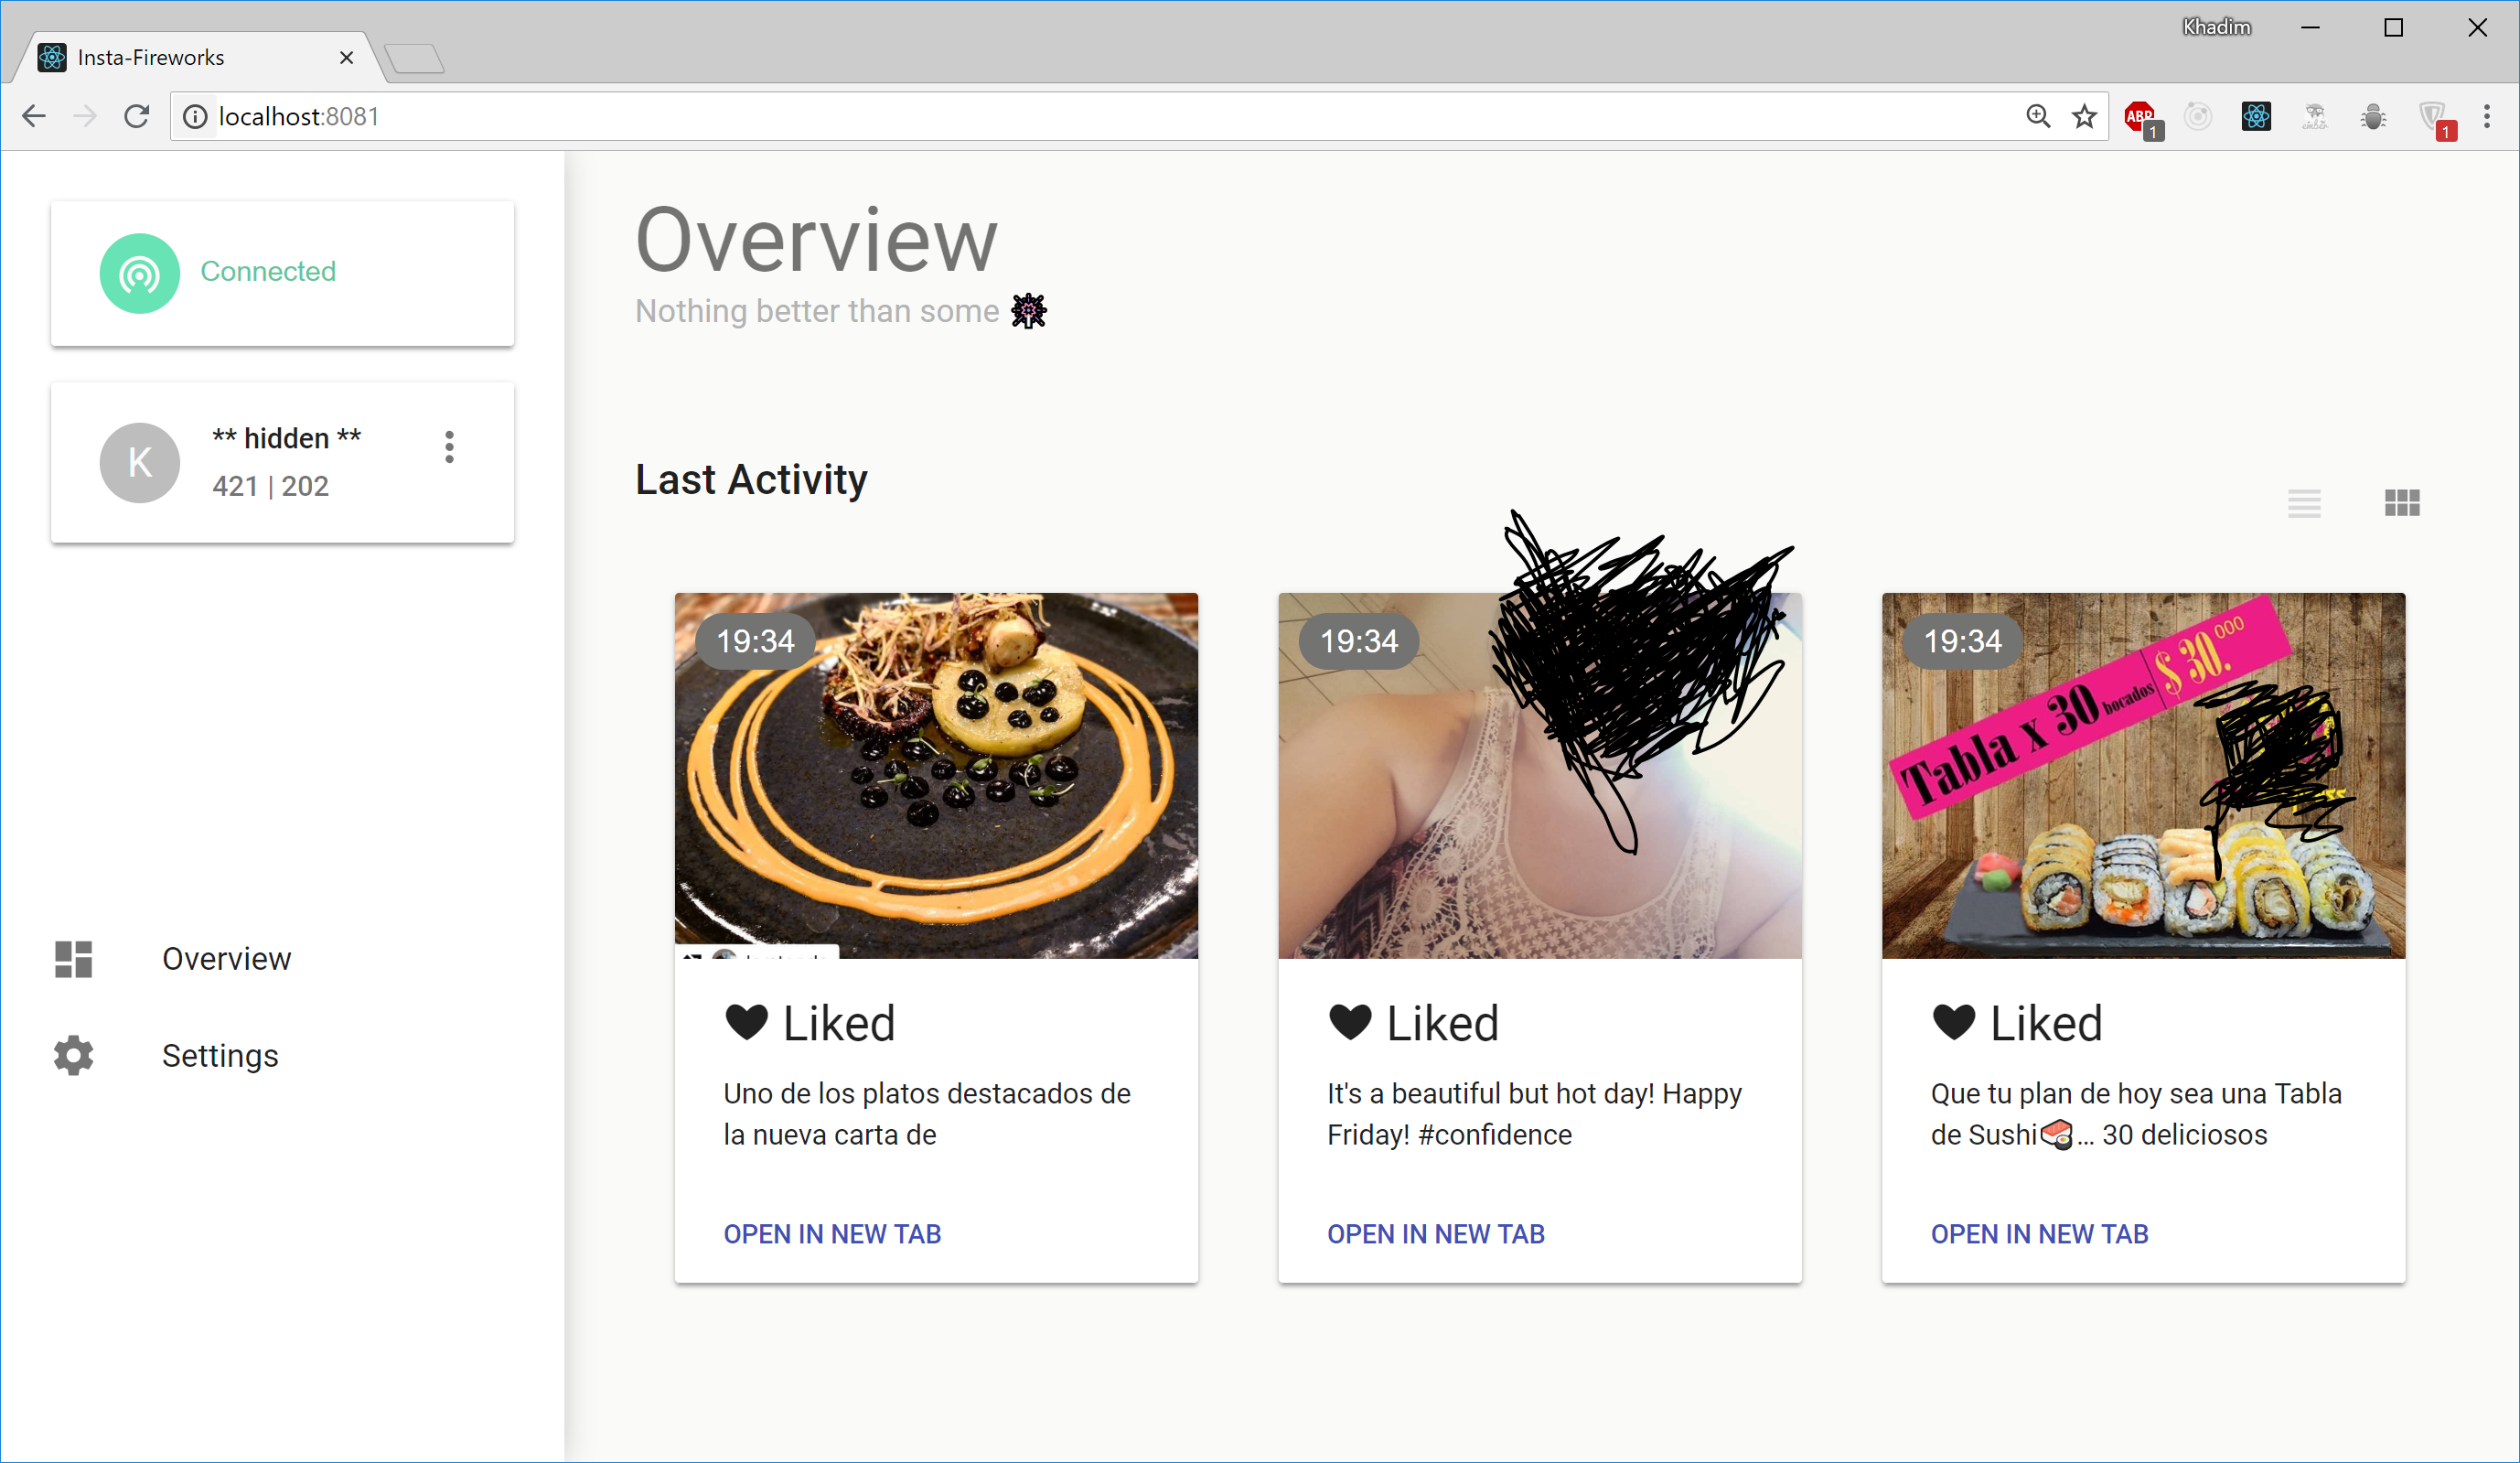 Khadim
Insta-Fireworks
localhost:8081
ABP
1
ember
1
Connected
K
** hidden **
421 | 202
Overview
Settings
Overview
Nothing better than some
Last Activity
19:34
Liked
Uno de los platos destacados de
la nueva carta de
OPEN IN NEW TAB
19:34
Liked
It's a beautiful but hot day! Happy
Friday! #confidence
OPEN IN NEW TAB
19:34
Tabla x 30 bocados $30.000
Liked
Que tu plan de hoy sea una Tabla
de Sushi🍣... 30 deliciosos
OPEN IN NEW TAB